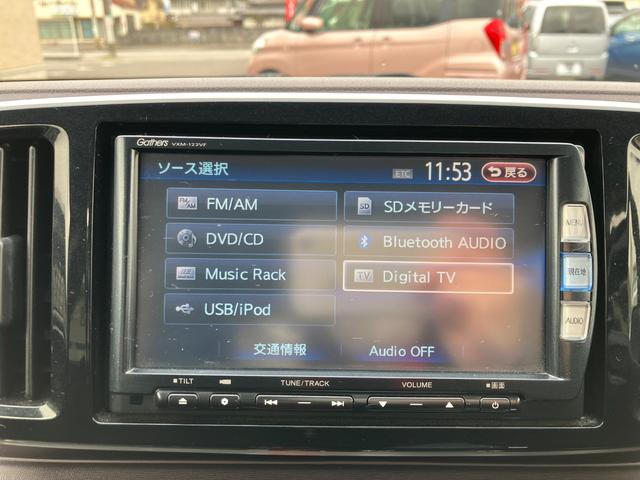 Gathers VXM-122VF
ソース選択 ETC 11:53 戻る
FM/AM
SDメモリーカード
DVD/CD
Bluetooth AUDIO
Music Rack
TV Digital TV
USB/iPod
交通情報 Audio OFF
MENU
現在地
AUDIO
TILT TUNE/TRACK VOLUME 画面